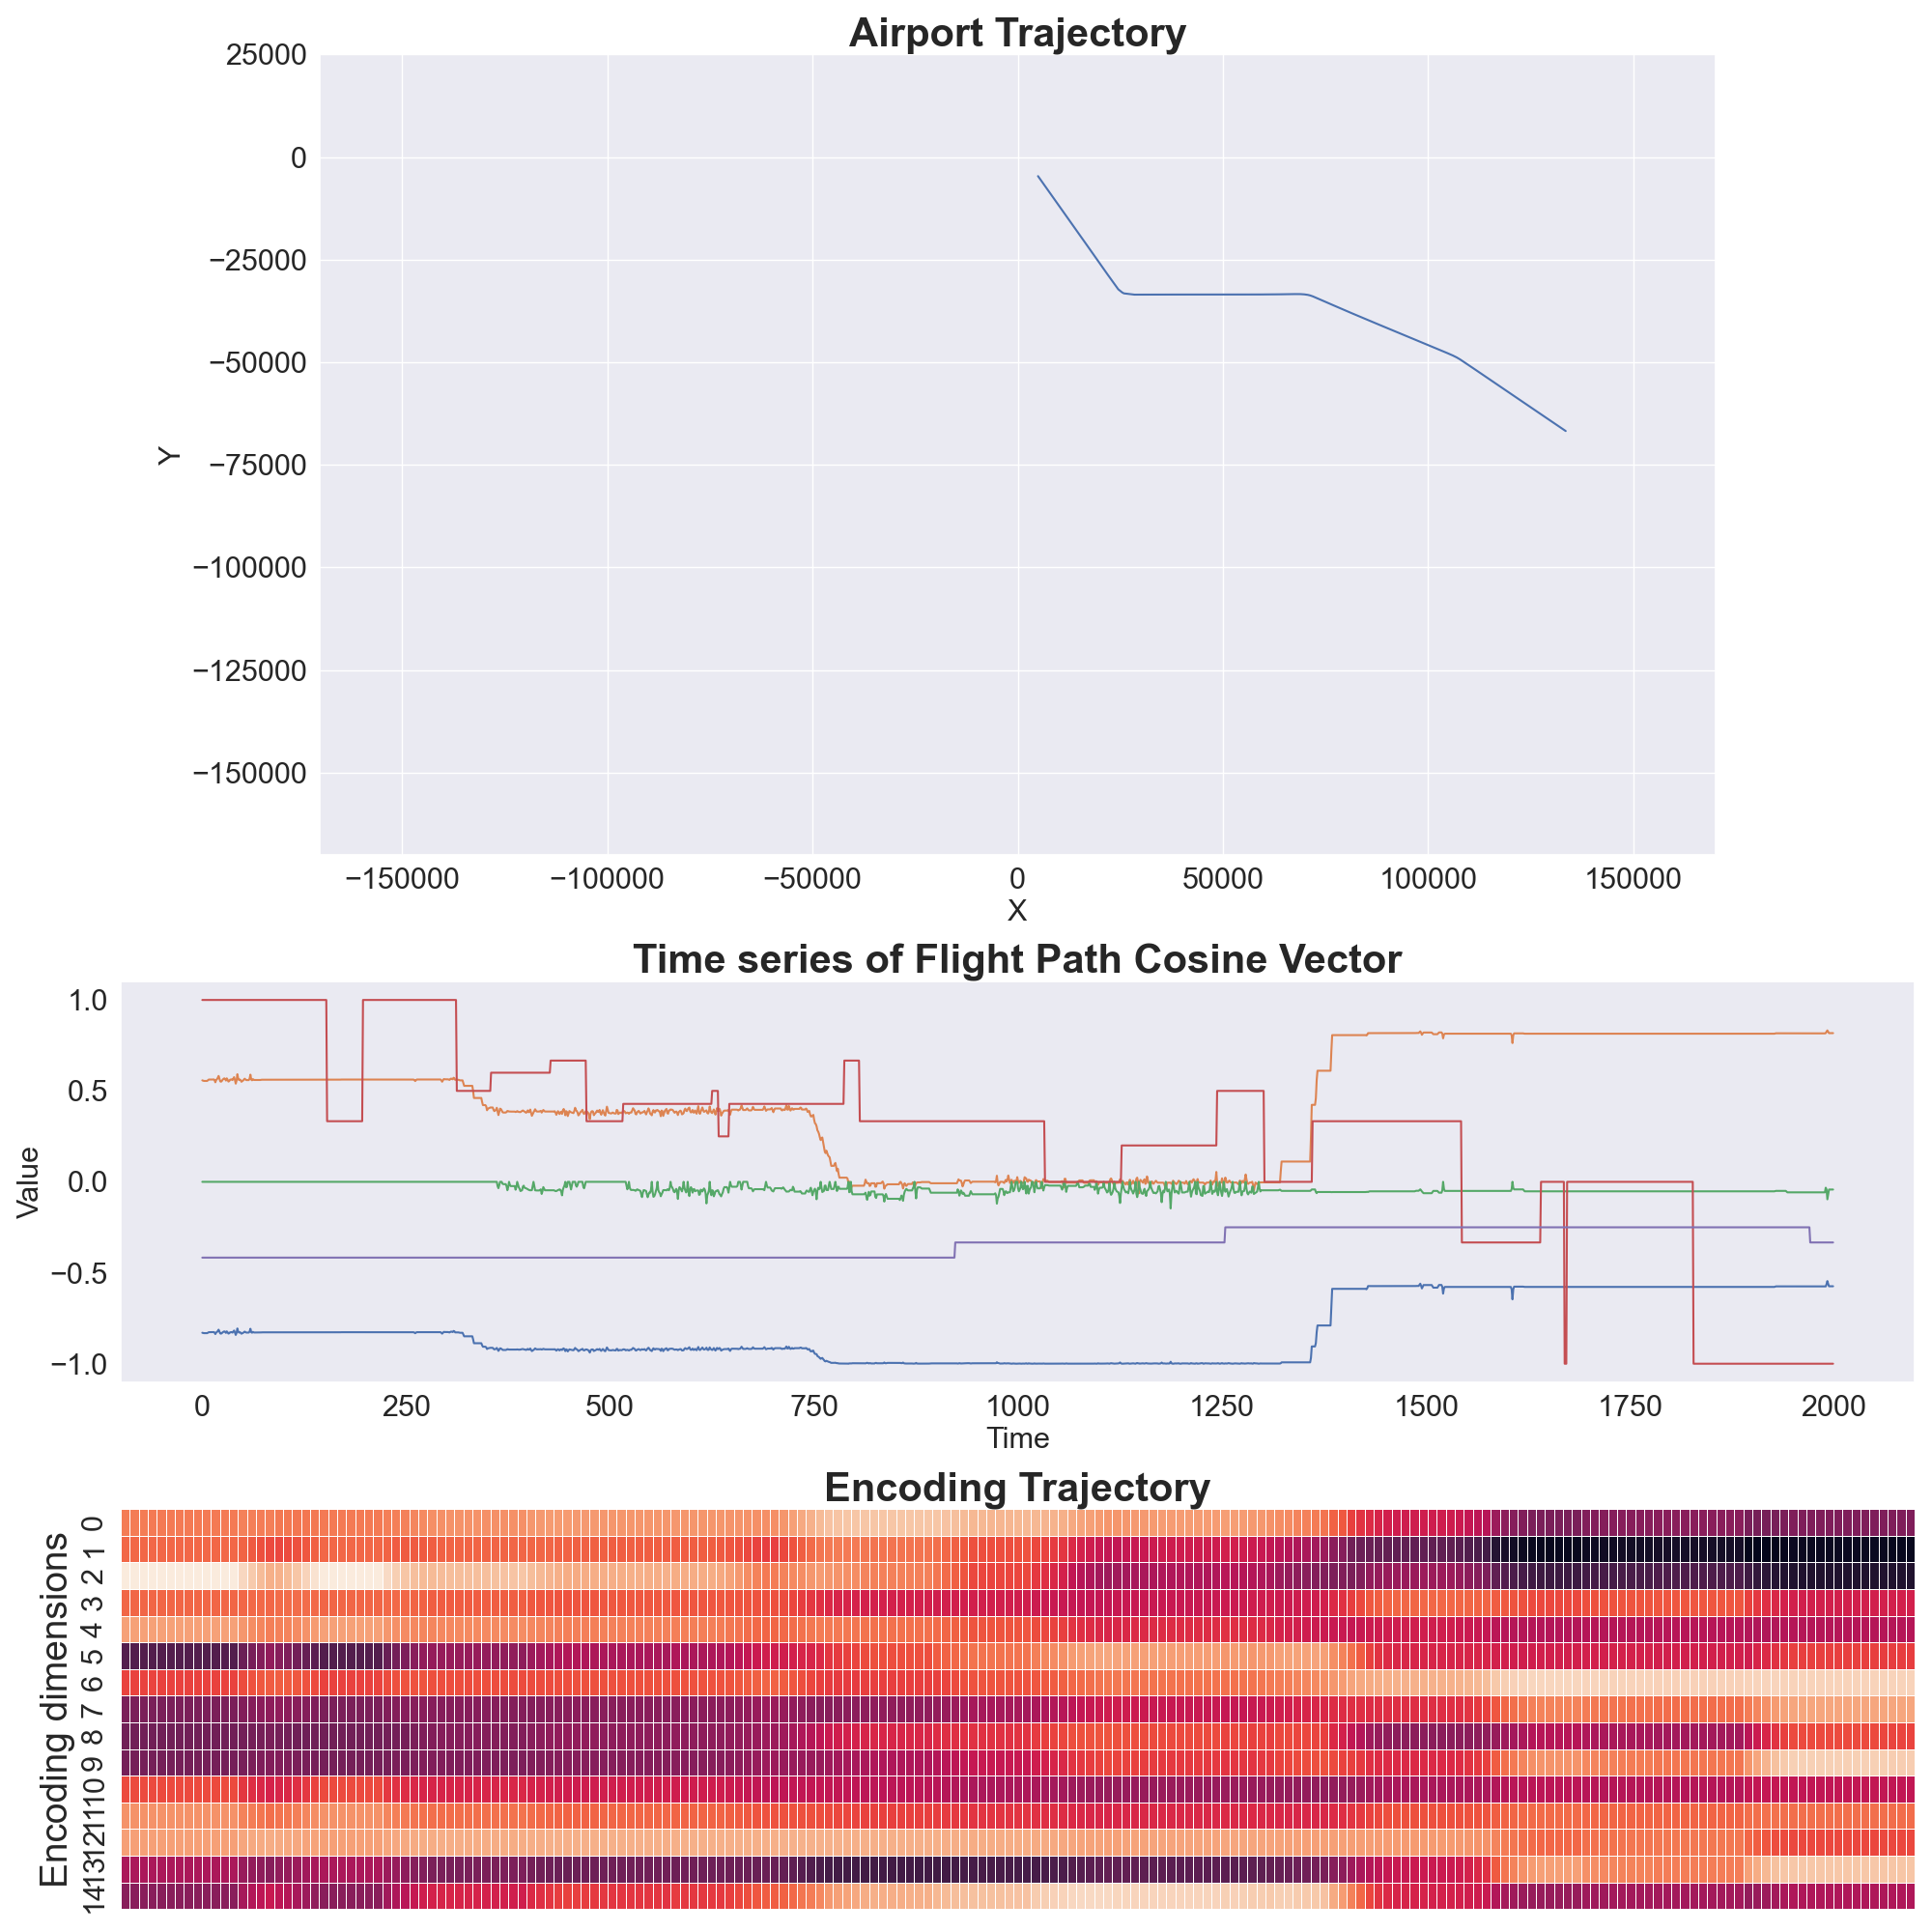 Airport Trajectory
25000
0
−25000
−50000
−75000
−100000
−125000
−150000
Y
−150000 −100000 −50000 0 50000 100000 150000
X
Time series of Flight Path Cosine Vector
1.0
0.5
0.0
−0.5
−1.0
Value
0 250 500 750 1000 1250 1500 1750 2000
Time
Encoding Trajectory
Encoding dimensions
0
1
2
3
4
5
6
7
8
9
10
11
12
13
14